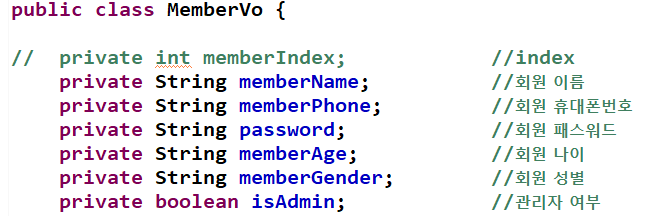 public class MemberVo {
//  private int memberIndex;            //index
    private String memberName;          //회원 이름
    private String memberPhone;         //회원 휴대폰번호
    private String password;            //회원 패스워드
    private String memberAge;           //회원 나이
    private String memberGender;        //회원 성별
    private boolean isAdmin;            //관리자 여부